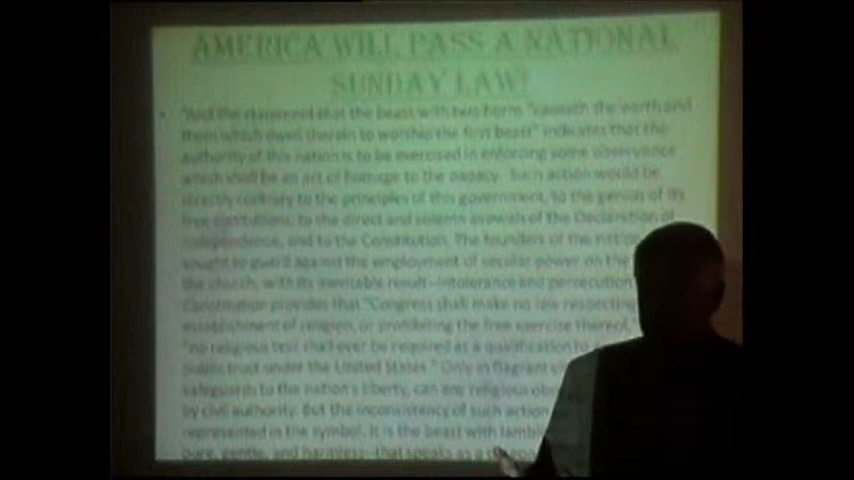 AMERICA WILL PASS A NATIONAL
SUNDAY LAW!
• "And the statement that the beast with two horns "causeth the earth and
them which dwell therein to worship the first beast" indicates that the
authority of this nation is to be exercised in enforcing some observance
which shall be an act of homage to the papacy. Such action would be
directly contrary to the principles of this government, to the genius of its
free institutions, to the direct and solemn avowals of the Declaration of
Independence, and to the Constitution. The founders of the nation
sought to guard against the employment of secular power on the
the church, with its inevitable result--intolerance and persecution.
Constitution provides that "Congress shall make no law respecting
establishment of religion, or prohibiting the free exercise thereof,"
"no religious test shall ever be required as a qualification to
public trust under the United States." Only in flagrant
safeguards to the nation's liberty, can any religious
by civil authority. But the inconsistency of such action
represented in the symbol. It is the beast with lamblike
pure, gentle, and harmless--that speaks as a